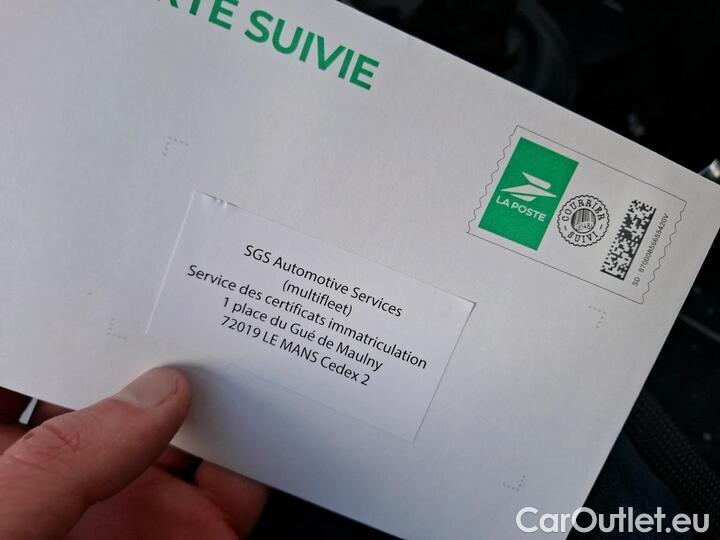 RTE SUIVIE
LA POSTE
COURRIER
SUIVI
SGS Automotive Services
(multifleet)
Service des certificats immatriculation
1 place du Gué de Maulny
72019 LE MANS Cedex 2
CarOutlet.eu